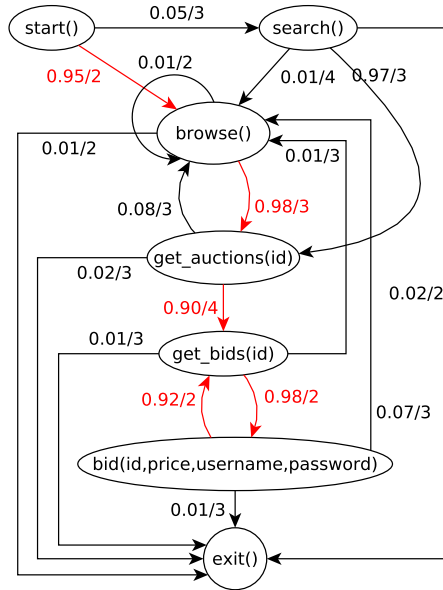 0.05/3
start()
search()
0.95/2
0.01/2
0.01/4
0.97/3
browse()
0.01/2
0.01/3
0.08/3
0.98/3
get_auctions(id)
0.02/3
0.02/2
0.90/4
0.01/3
get_bids(id)
0.92/2
0.98/2
0.07/3
bid(id,price,username,password)
0.01/3
exit()